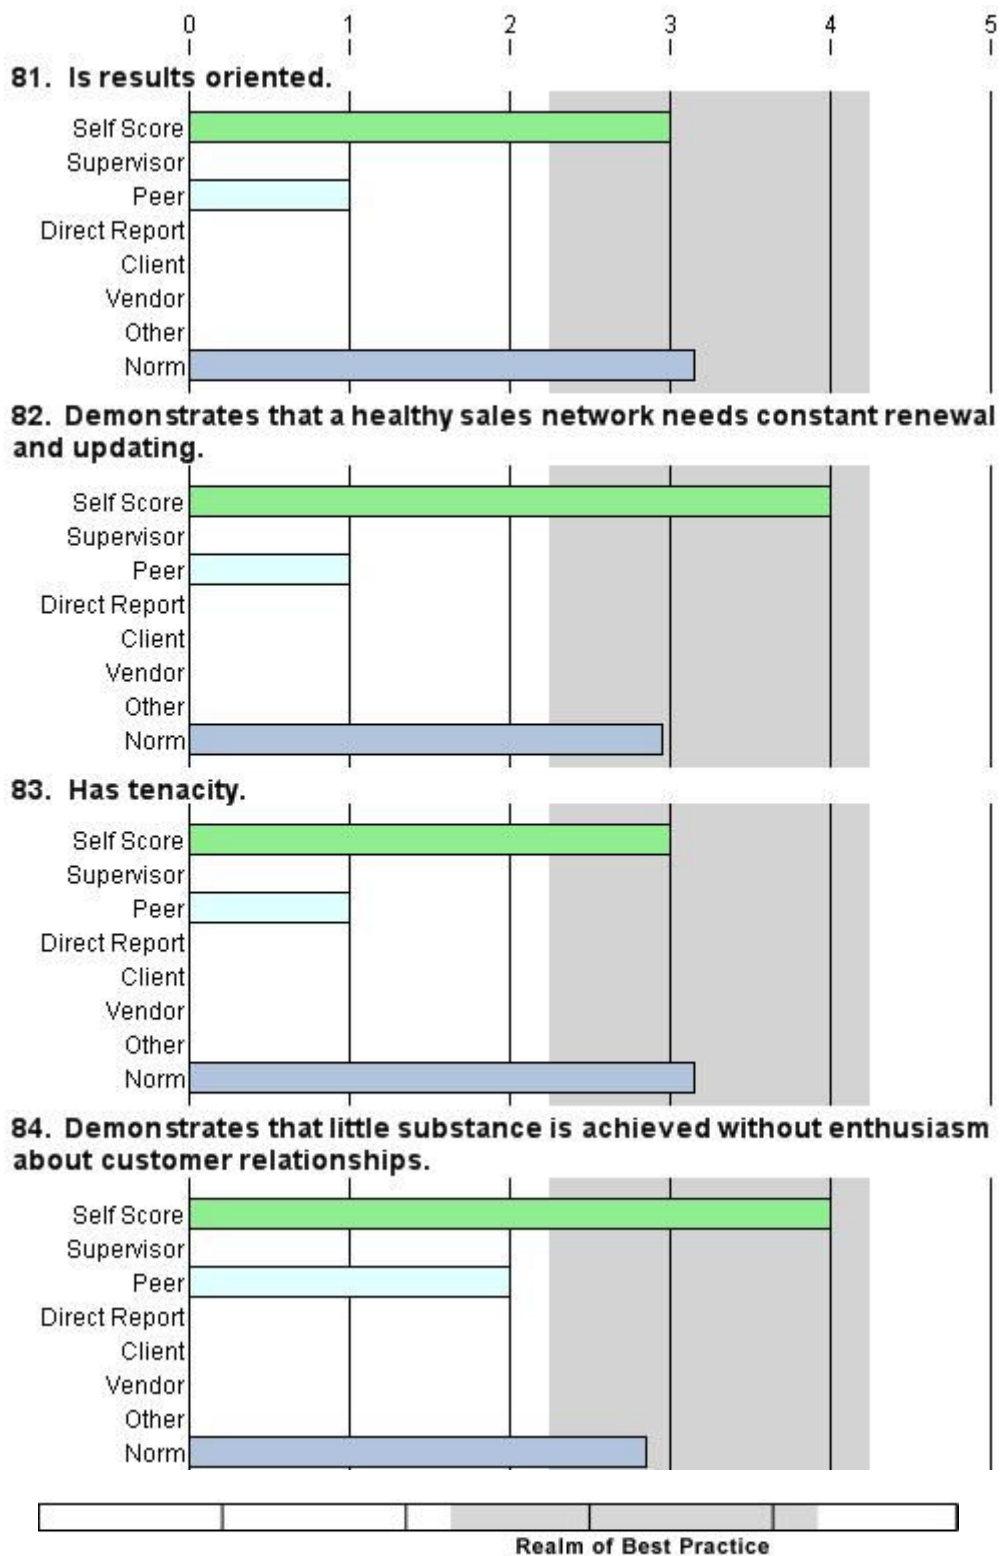 0 1 2 3 4 5
81. Is results oriented.
Self Score
Supervisor
Peer
Direct Report
Client
Vendor
Other
Norm
82. Demonstrates that a healthy sales network needs constant renewal
and updating.
Self Score
Supervisor
Peer
Direct Report
Client
Vendor
Other
Norm
83. Has tenacity.
Self Score
Supervisor
Peer
Direct Report
Client
Vendor
Other
Norm
84. Demonstrates that little substance is achieved without enthusiasm
about customer relationships.
Self Score
Supervisor
Peer
Direct Report
Client
Vendor
Other
Norm
Realm of Best Practice